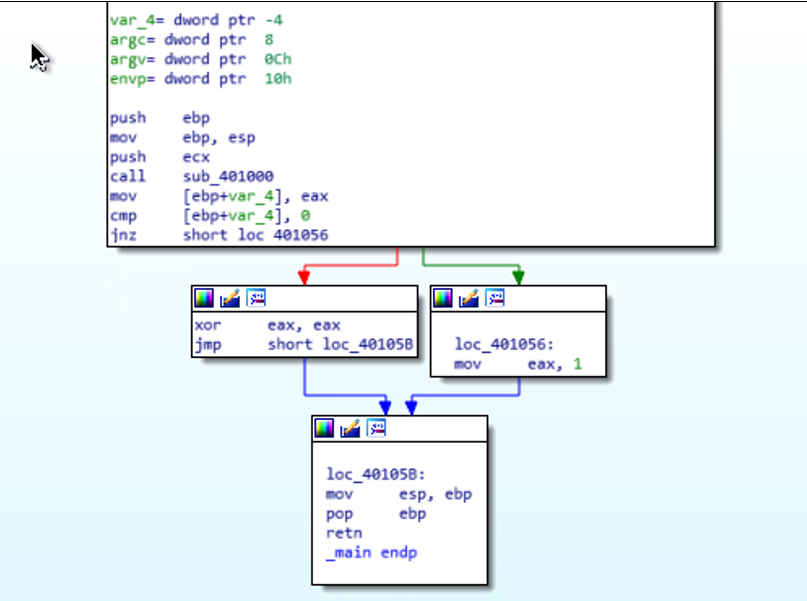 var_4= dword ptr -4
argc= dword ptr  8
argv= dword ptr  0Ch
envp= dword ptr  10h
push    ebp
mov     ebp, esp
push    ecx
call    sub_401000
mov     [ebp+var_4], eax
cmp     [ebp+var_4], 0
jnz     short loc 401056
xor     eax, eax
jmp     short loc_40105B
loc_401056:
mov     eax, 1
loc_40105B:
mov     esp, ebp
pop     ebp
retn
_main endp